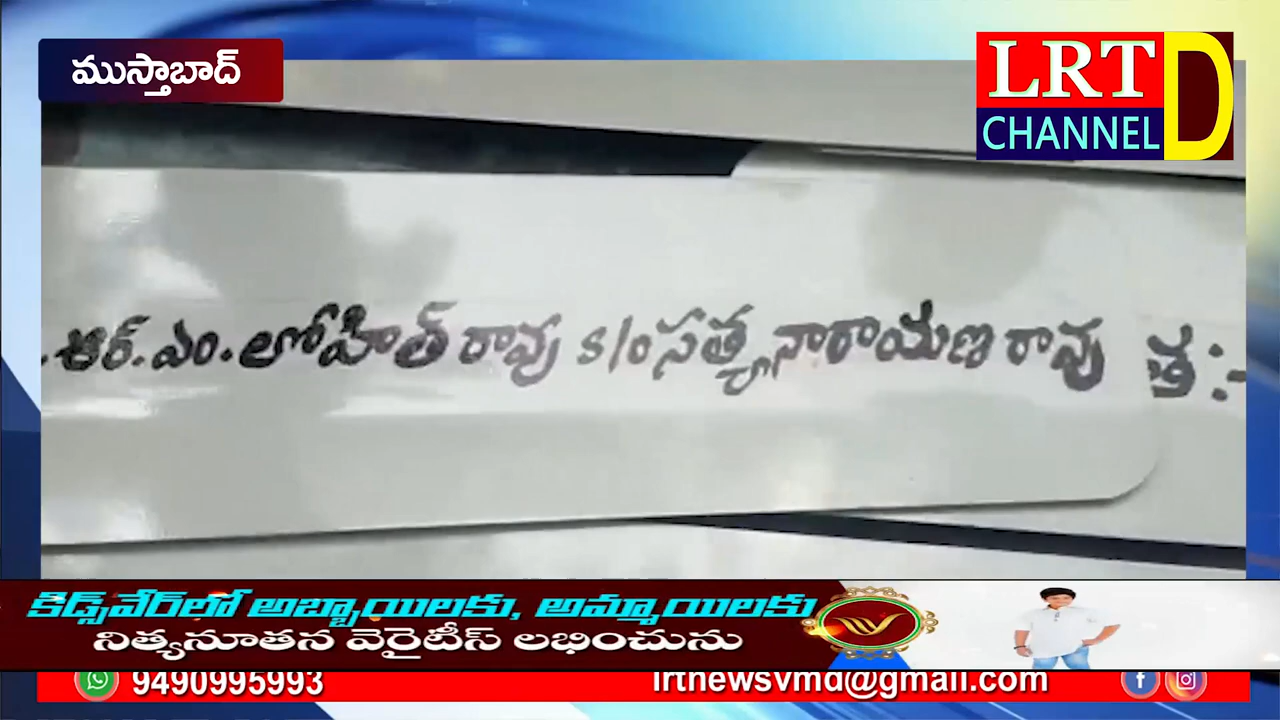 ముస్తాబాద్
LRT D
CHANNEL
.ఆర్.ఎం.లోహిత్ రావు s/o సత్యనారాయణ రావు త :-
కిడ్స్‌వేర్‌లో అబ్బాయిలకు, అమ్మాయిలకు
నిత్యనూతన వెరైటీస్ లభించును
9490995993
lrtnewsvmd@gmail.com